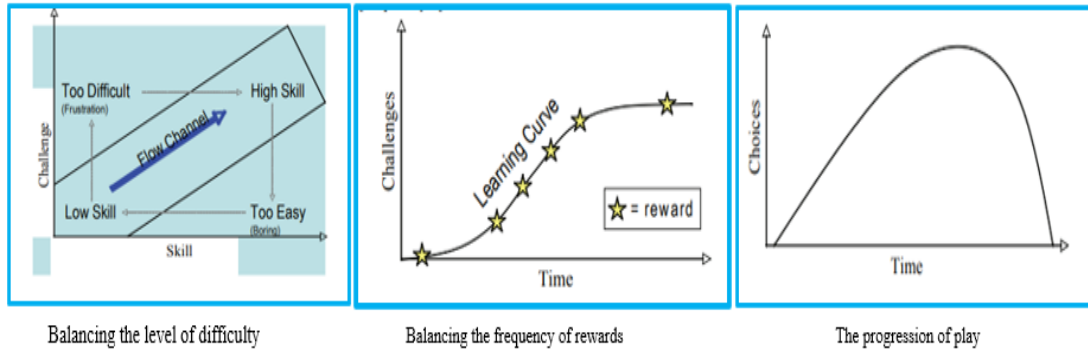 Challenge
Too Difficult
(Frustration)
High Skill
Flow Channel
Low Skill
Too Easy
(Boring)
Skill
Balancing the level of difficulty
Challenges
Learning Curve
= reward
Time
Balancing the frequency of rewards
Choices
Time
The progression of play